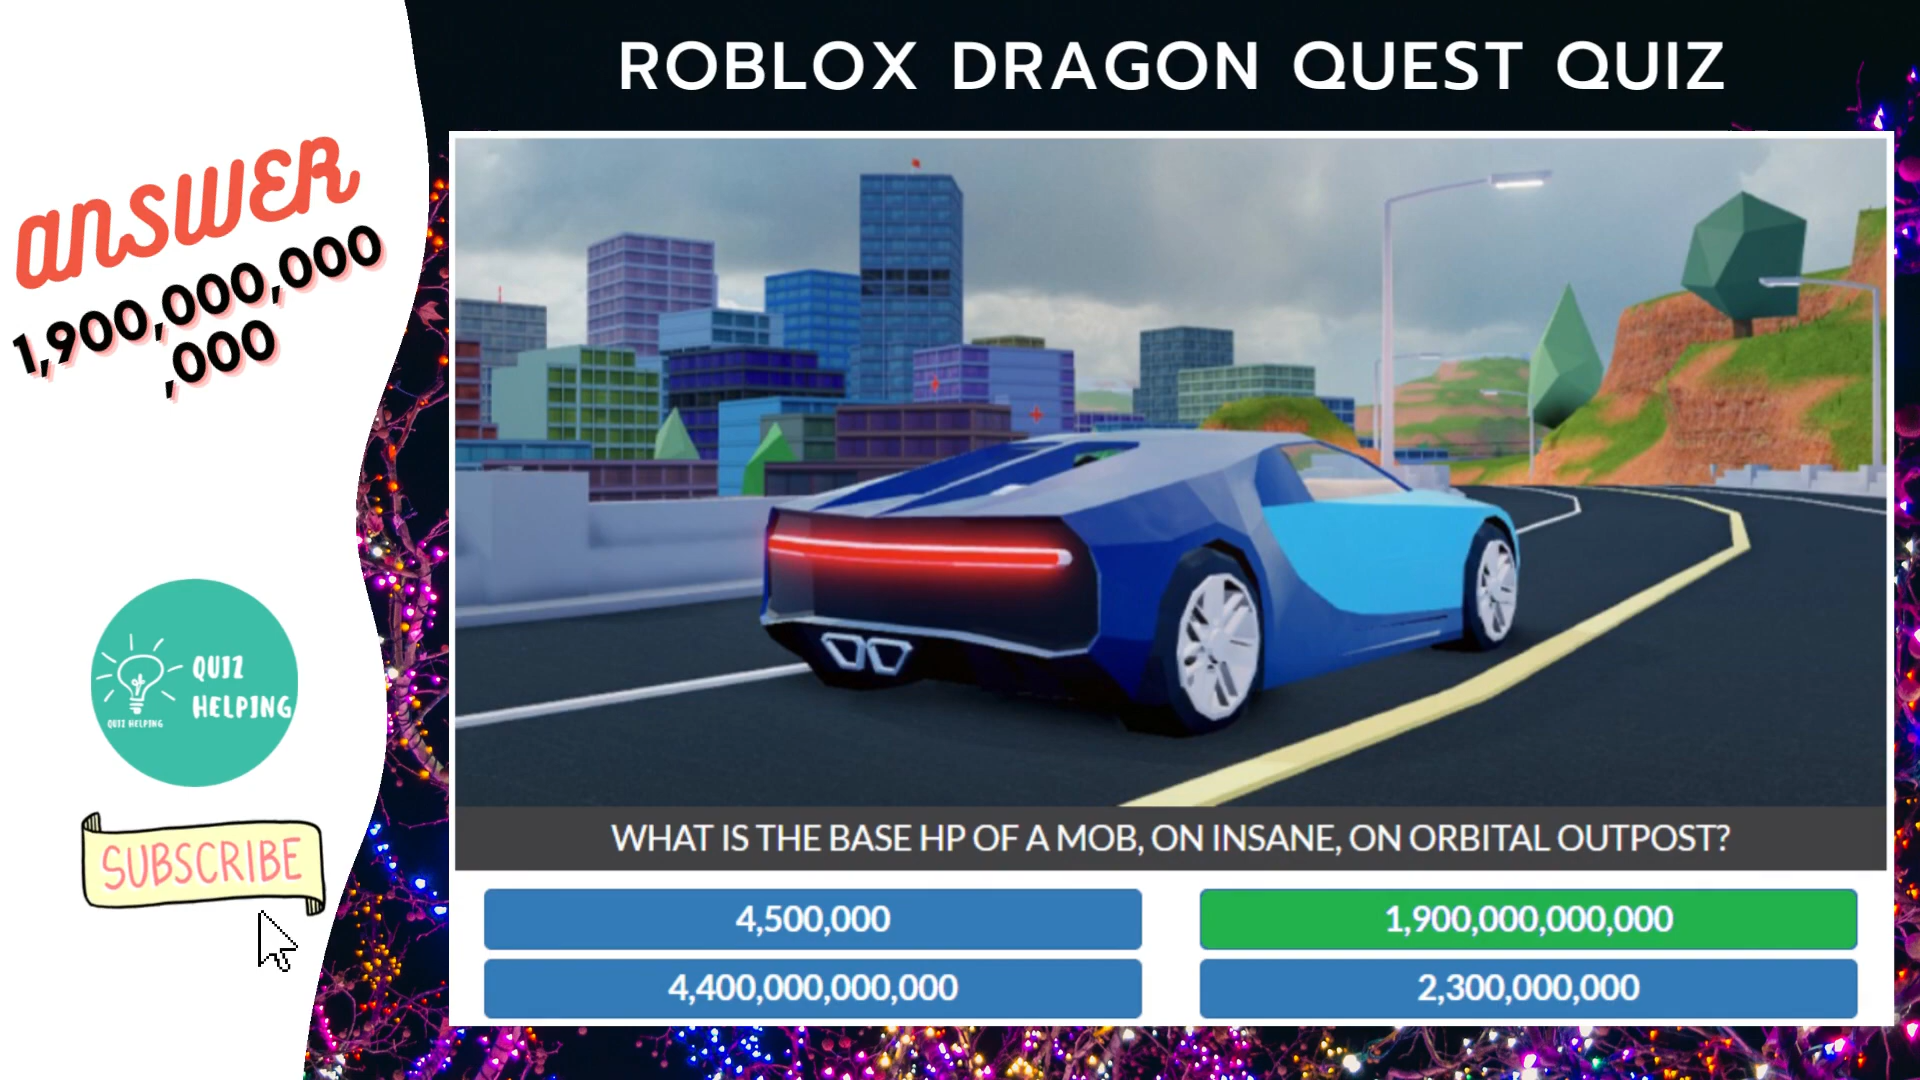 ROBLOX DRAGON QUEST QUIZ
ANSWER
1,900,000,000
,000
QUIZ
HELPING
QUIZ HELPING
SUBSCRIBE
WHAT IS THE BASE HP OF A MOB, ON INSANE, ON ORBITAL OUTPOST?
4,500,000
1,900,000,000,000
4,400,000,000,000
2,300,000,000